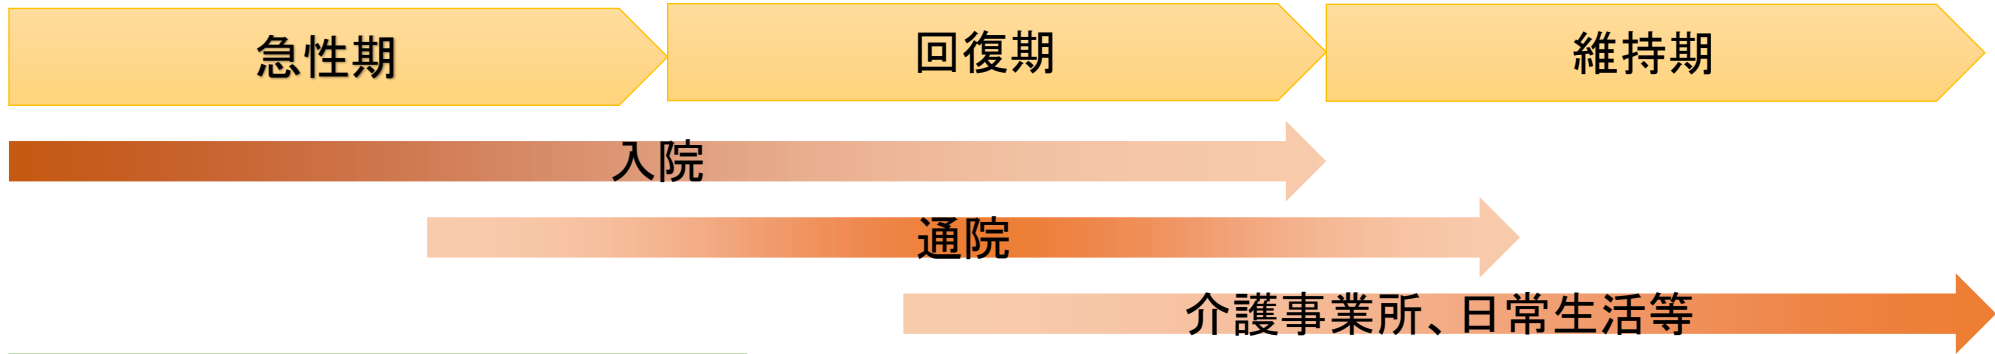 急性期
回復期
維持期
入院
通院
介護事業所、日常生活等